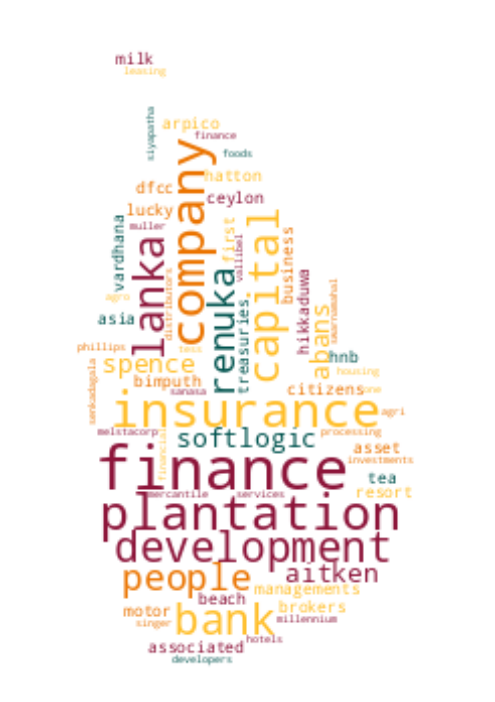 milk
leasing
siyapatha
arpico
finance
foods
hatton
dfcc
ceylon
lucky
company
vardhana
muller
lanka
first
vallibel
capital
business
renuka
distributors
treasuries
hikkaduwa
swarnamahal
agro
asia
abans
phillips
tess
hnb
spence
housing
senkadagala
bimputh
sanasa
citizens
one
insurance
agri
melstacorp
softlogic
processing
financial
asset
finance
investments
tea
mercantile
services
resort
plantation
development
people
aitken
managements
beach
brokers
motor
bank
singer
millennium
hotels
associated
developers